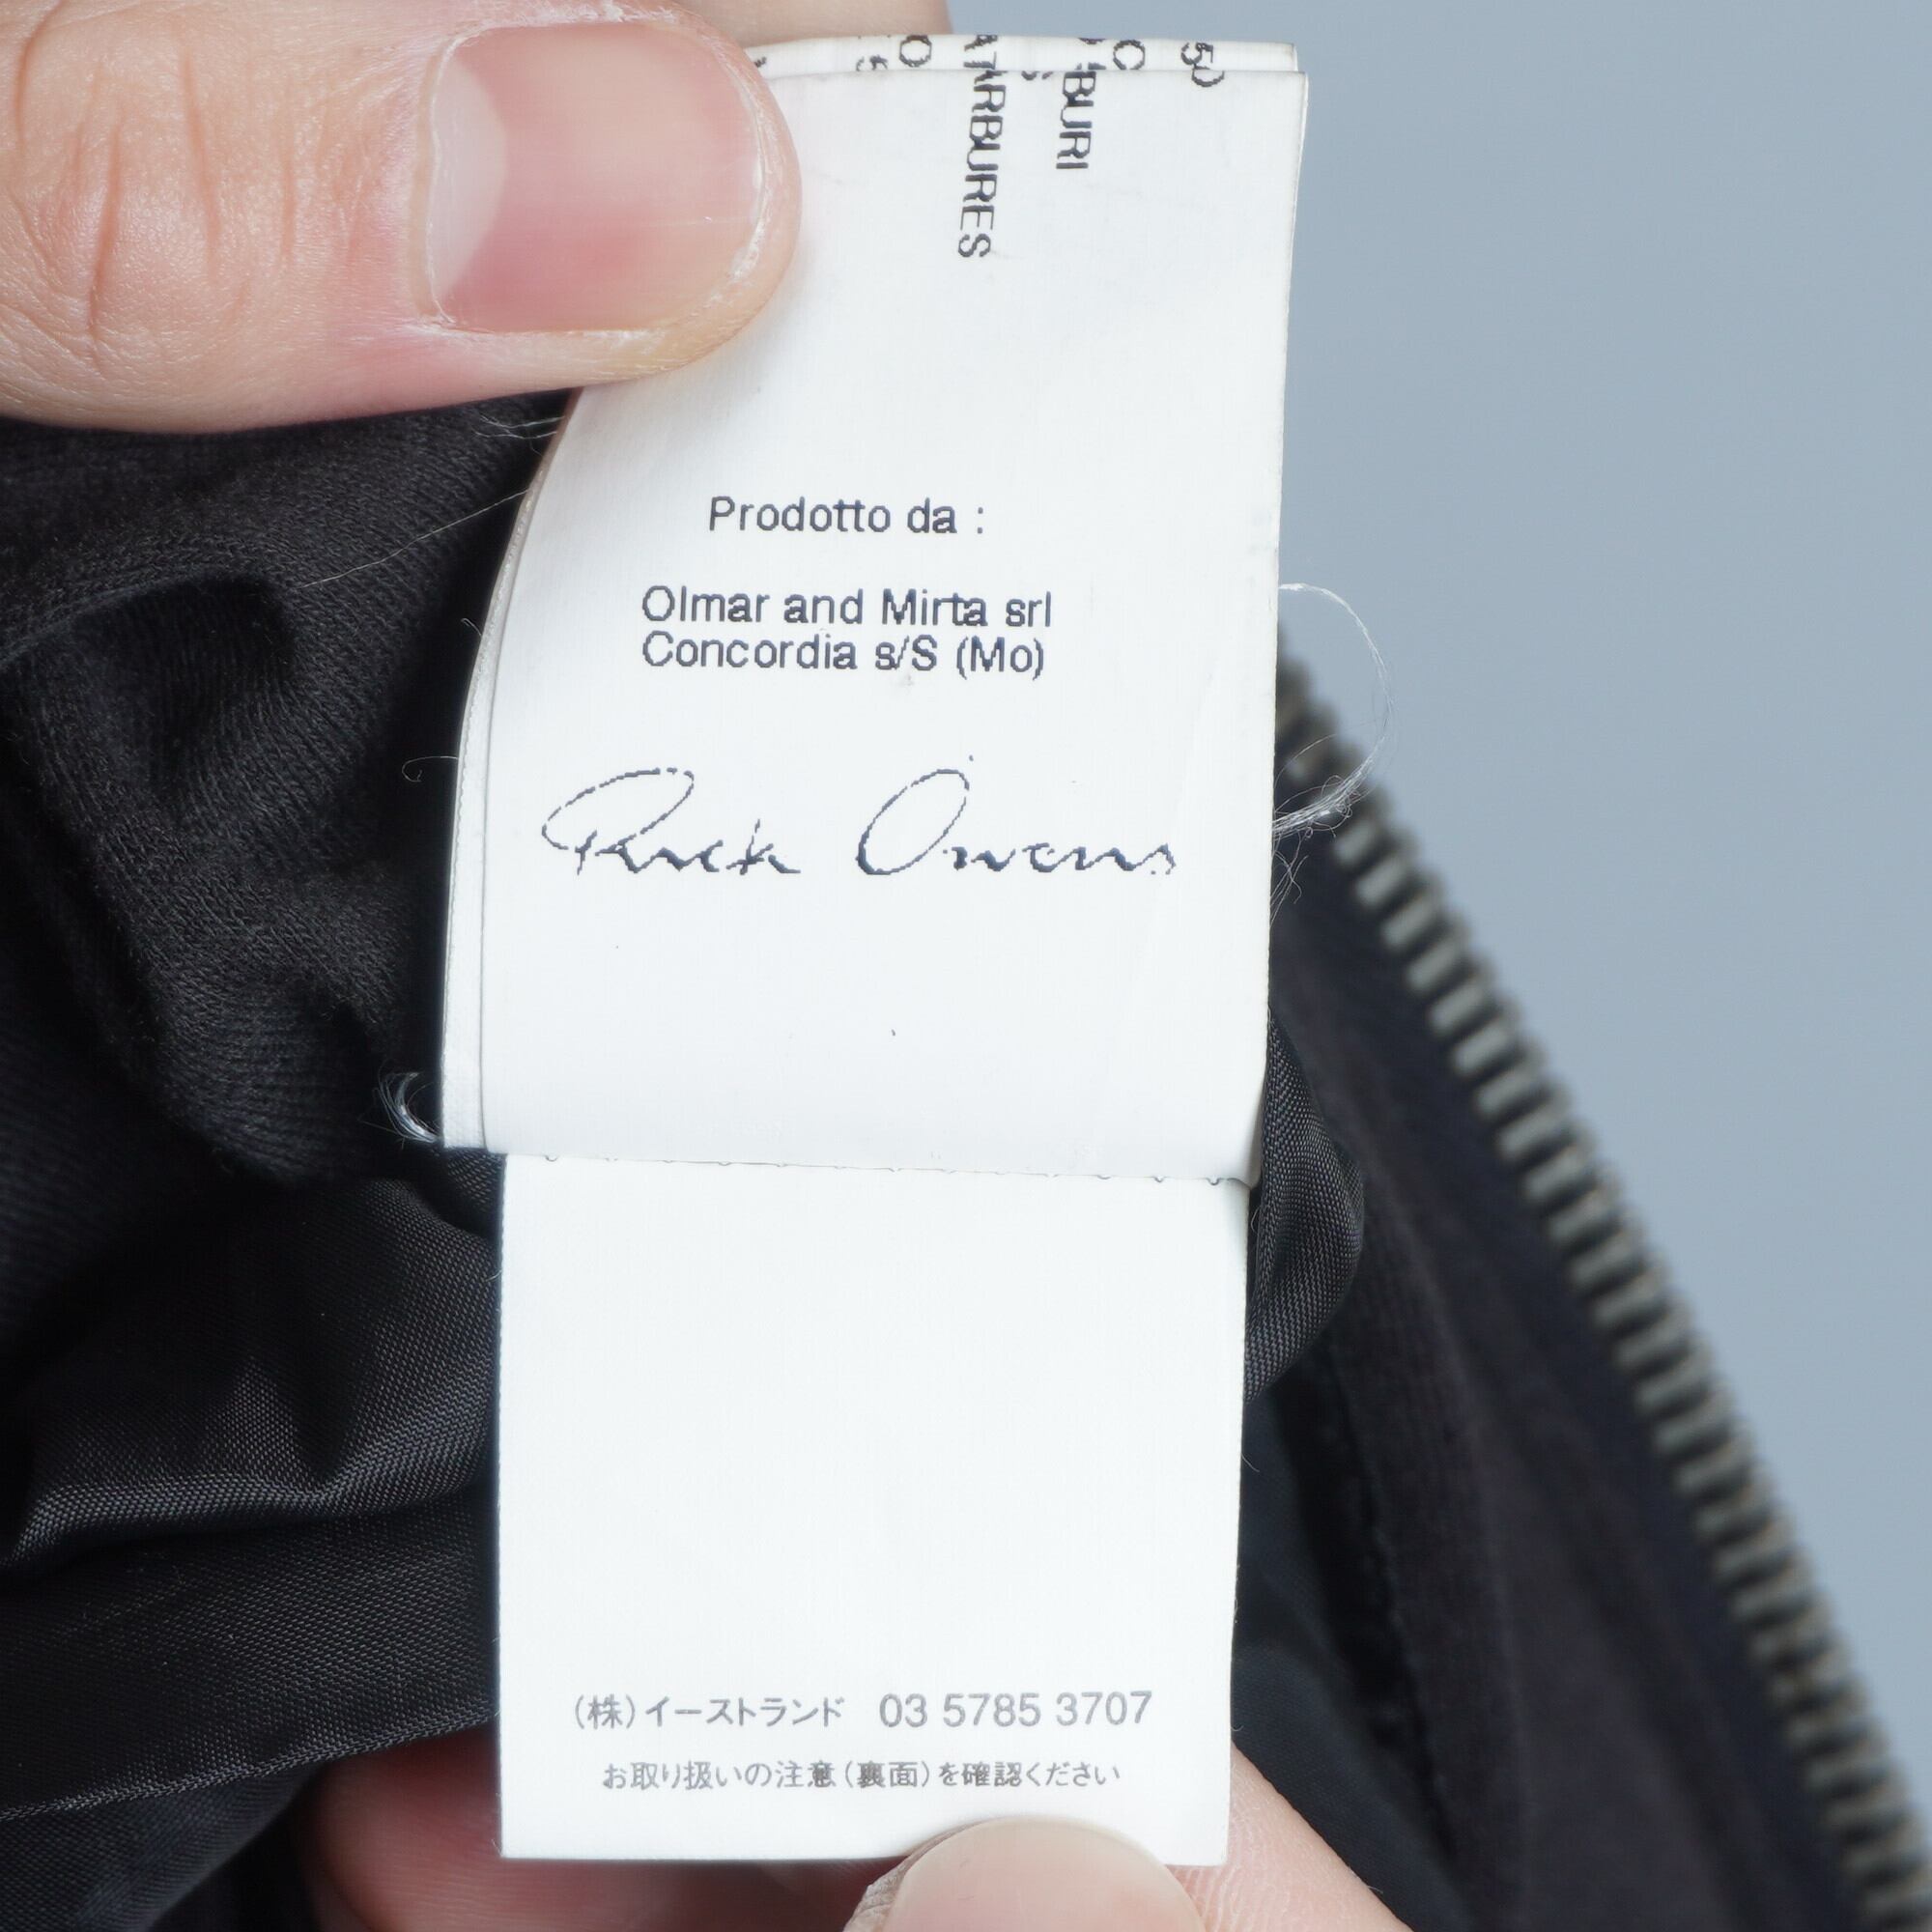 BURI
ARBURES
Prodotto da :
Olmar and Mirta srl
Concordia s/S (Mo)
Rick Owens
(株)イーストランド 03 5785 3707
お取り扱いの注意(裏面)を確認ください